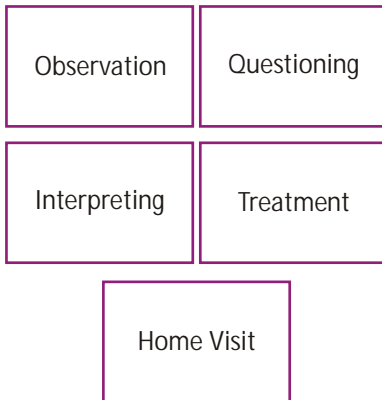 Observation
Questioning
Interpreting
Treatment
Home Visit